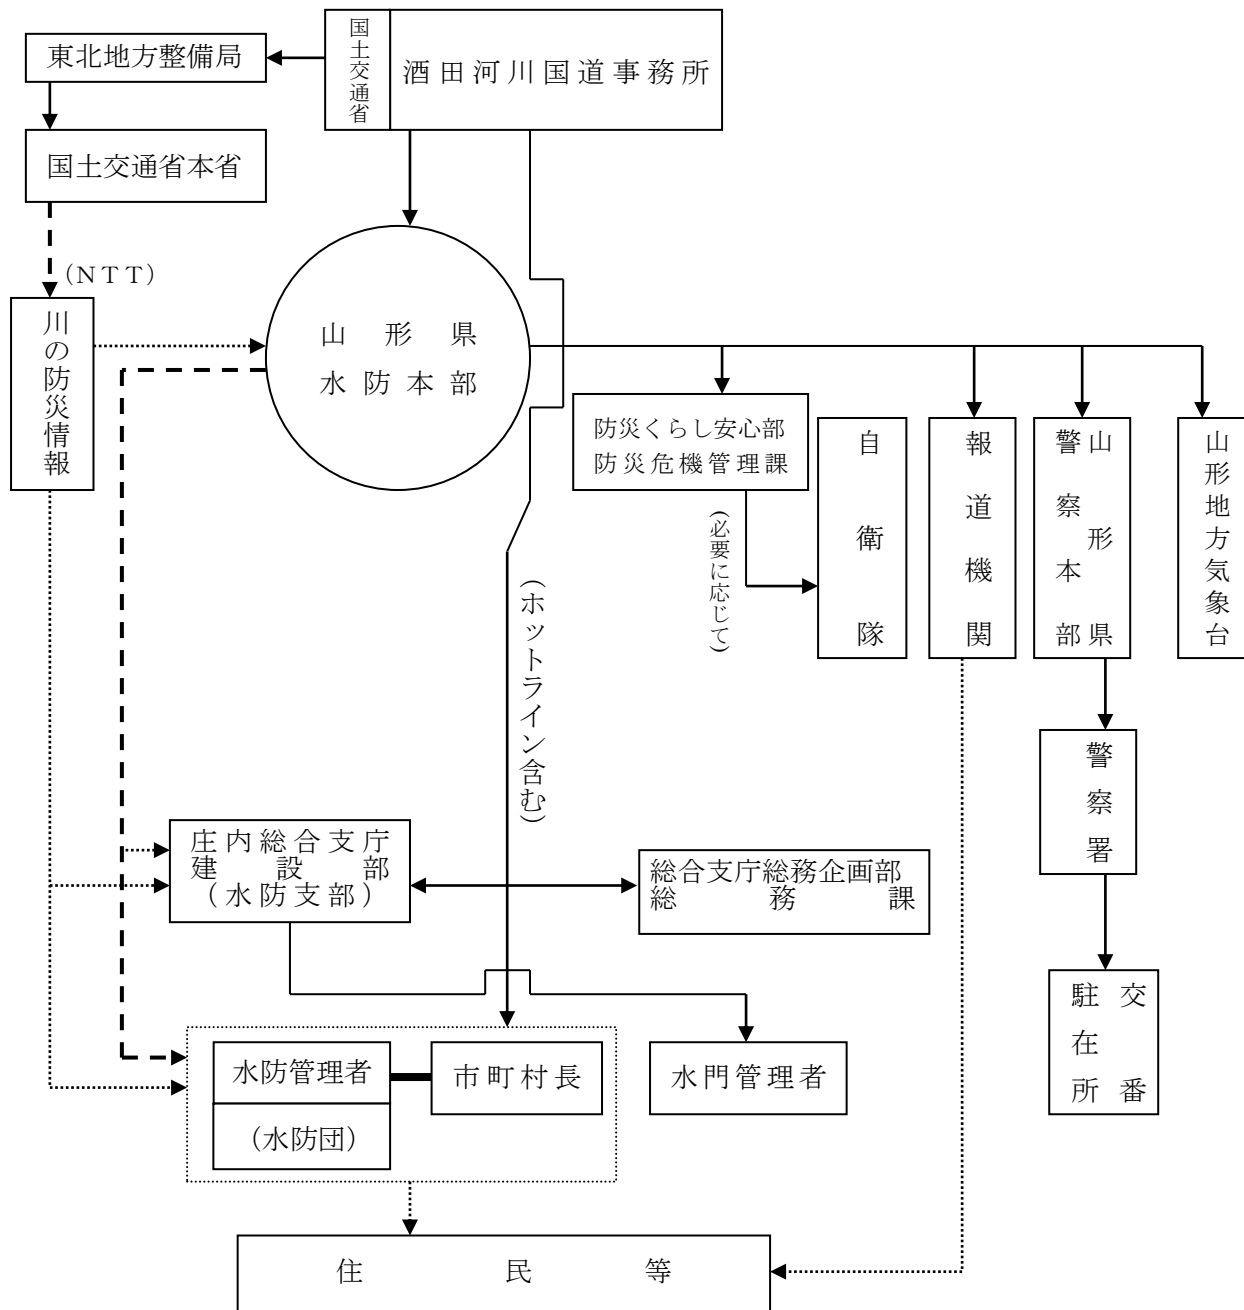 国土交通省
酒田河川国道事務所
東北地方整備局
国土交通省本省
（ＮＴＴ）
川の防災情報
山形県
水防本部
防災くらし安心部
防災危機管理課
（必要に応じて）
自衛隊
報道機関
山形県
警察本部
山形地方気象台
（ホットライン含む）
警察署
庄内総合支庁
建設部
（水防支部）
総合支庁総務企画部
総務課
交番
駐在所
水防管理者
（水防団）
市町村長
水門管理者
住民等